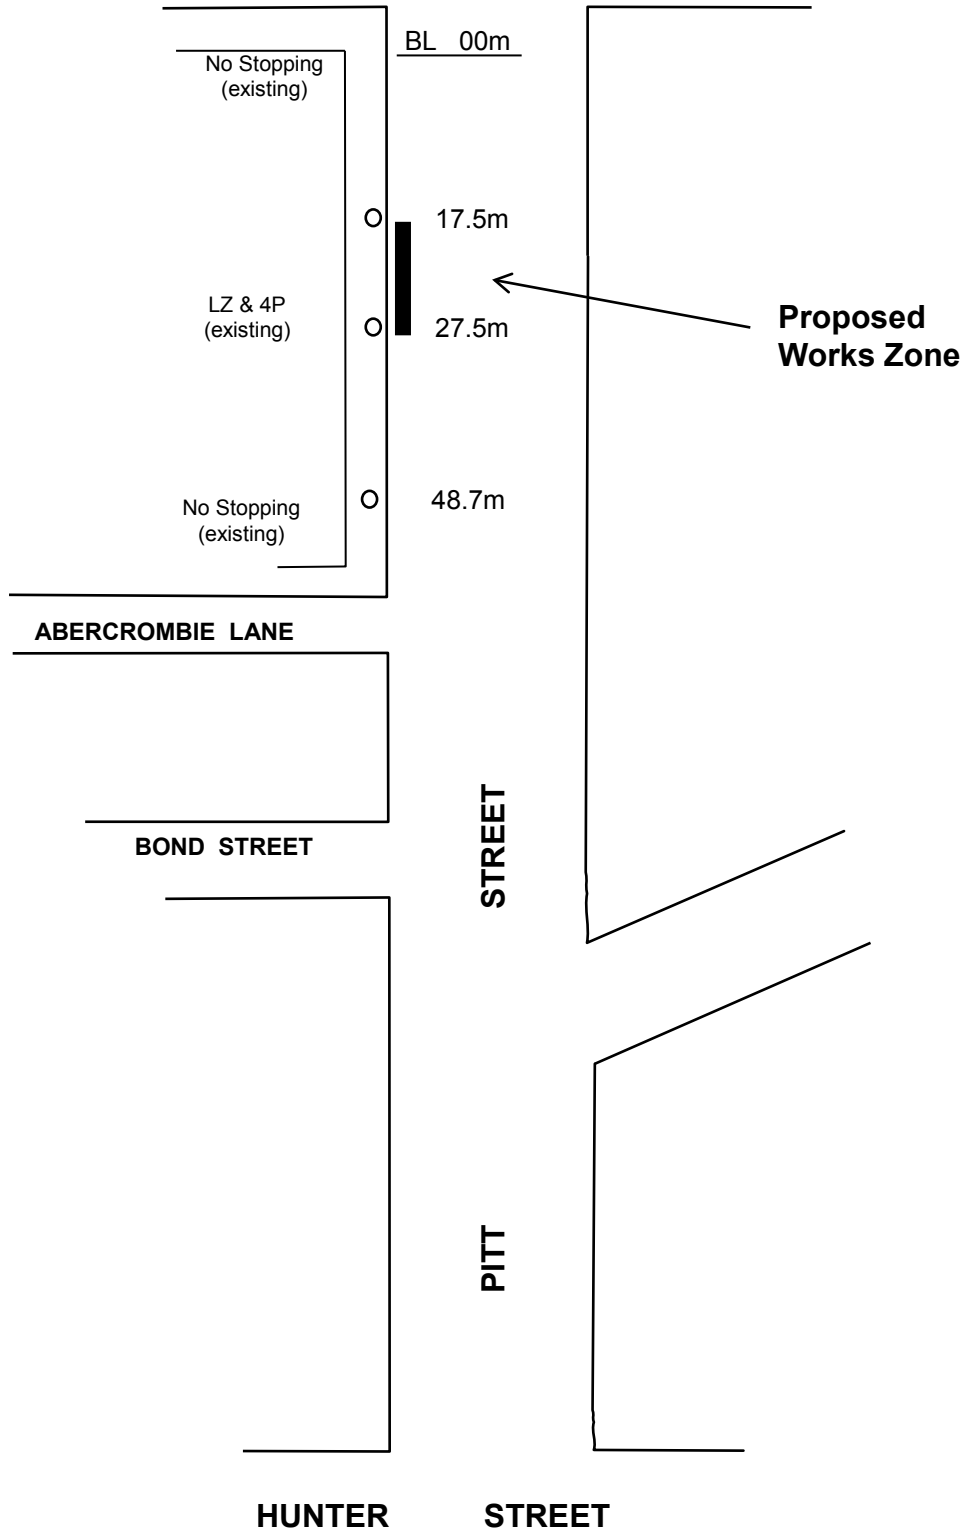 BL 00m
No Stopping
(existing)
17.5m
LZ & 4P
(existing)
27.5m
Proposed
Works Zone
48.7m
No Stopping
(existing)
ABERCROMBIE LANE
BOND STREET
PITT STREET
HUNTER STREET